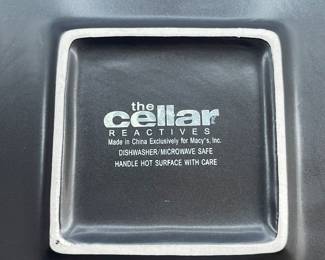 the
cellar
REACTIVES
Made in China Exclusively for Macy's, Inc.
DISHWASHER/MICROWAVE SAFE
HANDLE HOT SURFACE WITH CARE